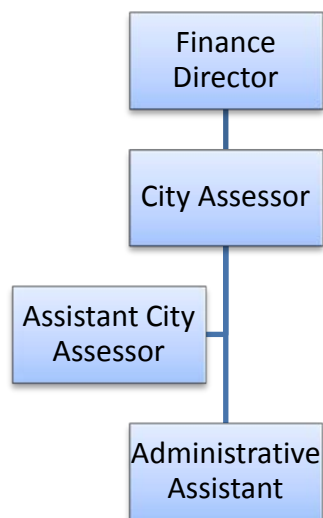 Finance
Director
City Assessor
Assistant City
Assessor
Administrative
Assistant